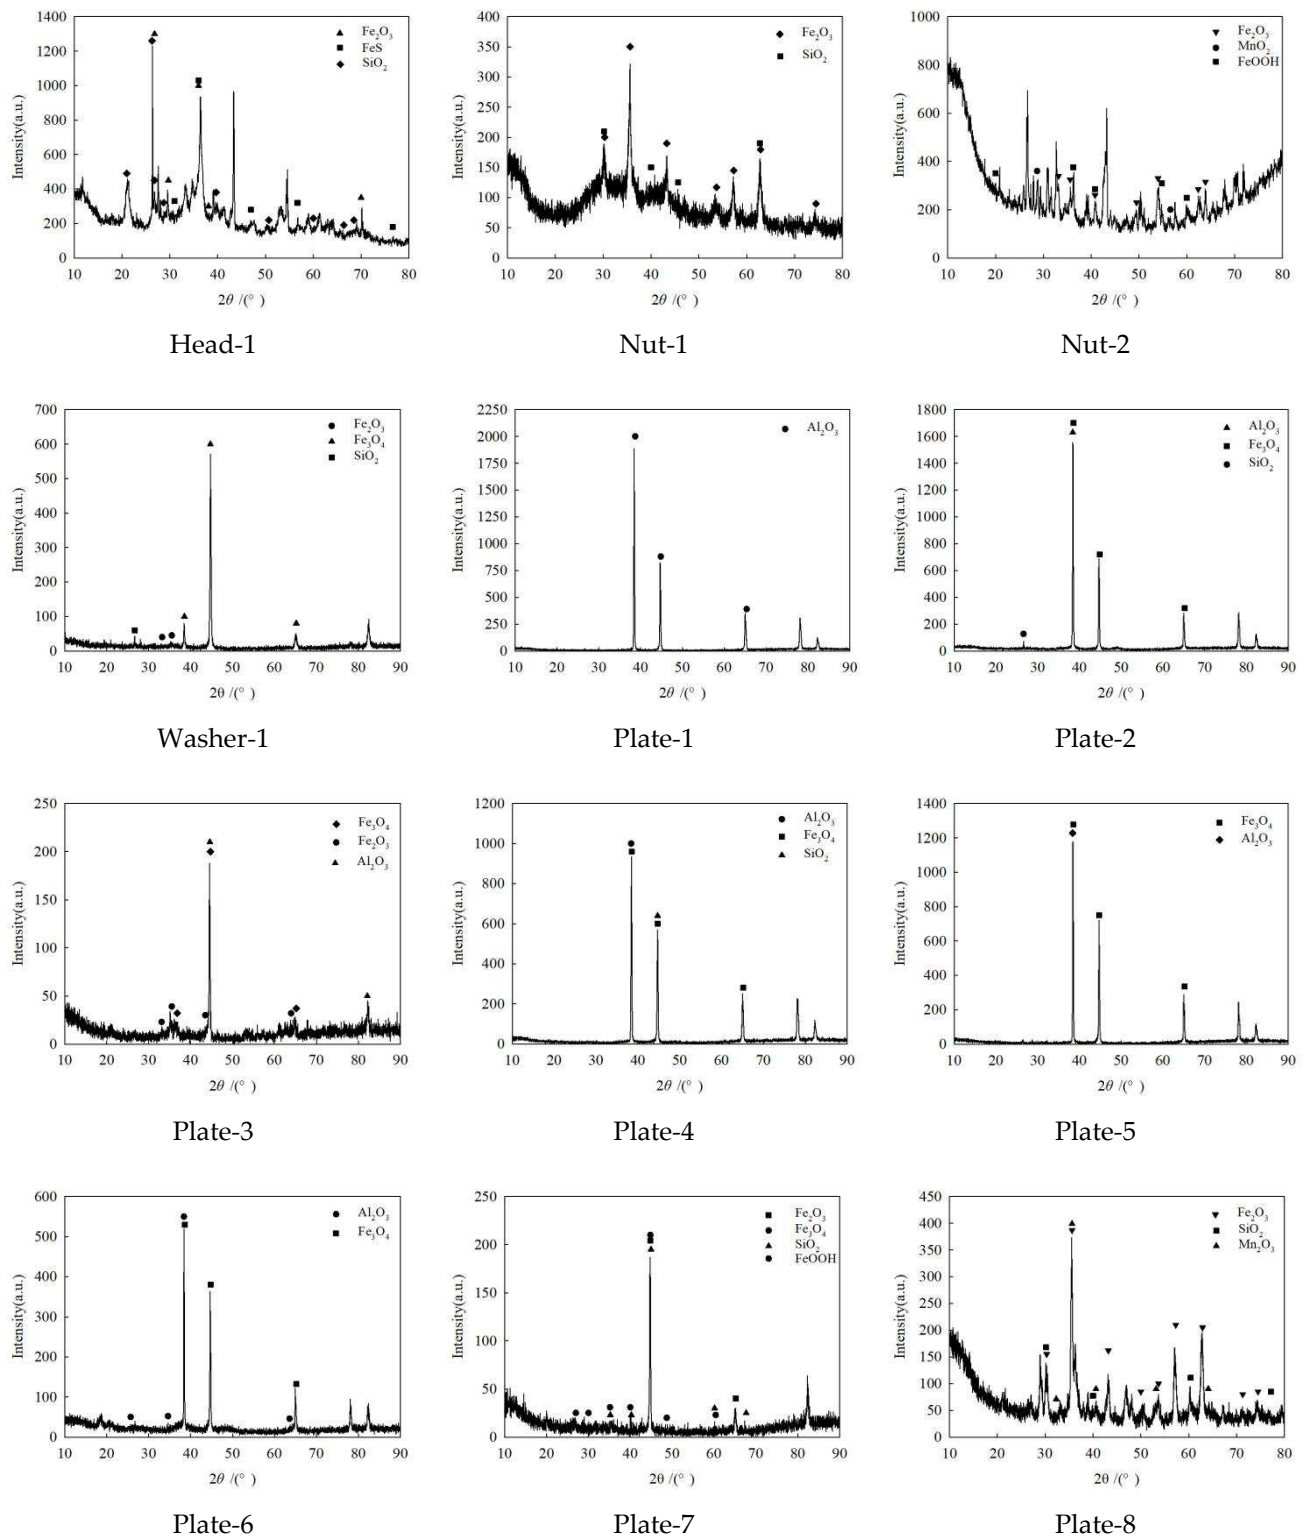 1400
1200
1000
800
600
400
200
0
Intensity(a.u.)
Fe₂O₃
FeS
SiO₂
10 20 30 40 50 60 70 80
2θ /(° )
Head-1
400
350
300
250
200
150
100
50
0
Intensity(a.u.)
Fe₂O₃
SiO₂
10 20 30 40 50 60 70 80
2θ /(° )
Nut-1
1000
800
600
400
200
0
Intensity(a.u.)
Fe₂O₃
MnO₂
FeOOH
10 20 30 40 50 60 70 80
2θ /(° )
Nut-2
700
600
500
400
300
200
100
0
Intensity(a.u.)
Fe₂O₃
Fe₃O₄
SiO₂
10 20 30 40 50 60 70 80 90
2θ /(° )
Washer-1
2250
2000
1750
1500
1250
1000
750
500
250
0
Intensity(a.u.)
Al₂O₃
10 20 30 40 50 60 70 80 90
2θ /(° )
Plate-1
1800
1600
1400
1200
1000
800
600
400
200
0
Intensity(a.u.)
Al₂O₃
Fe₃O₄
SiO₂
10 20 30 40 50 60 70 80 90
2θ /(° )
Plate-2
250
200
150
100
50
0
Intensity(a.u.)
Fe₃O₄
Fe₂O₃
Al₂O₃
10 20 30 40 50 60 70 80 90
2θ /(° )
Plate-3
1200
1000
800
600
400
200
0
Intensity(a.u.)
Al₂O₃
Fe₃O₄
SiO₂
10 20 30 40 50 60 70 80 90
2θ /(° )
Plate-4
1400
1200
1000
800
600
400
200
0
Intensity(a.u.)
Fe₃O₄
Al₂O₃
10 20 30 40 50 60 70 80 90
2θ /(° )
Plate-5
600
500
400
300
200
100
0
Intensity(a.u.)
Al₂O₃
Fe₃O₄
10 20 30 40 50 60 70 80 90
2θ /(° )
Plate-6
250
200
150
100
50
0
Intensity(a.u.)
Fe₂O₃
Fe₃O₄
SiO₂
FeOOH
10 20 30 40 50 60 70 80 90
2θ /(° )
Plate-7
450
400
350
300
250
200
150
100
50
0
Intensity(a.u.)
Fe₂O₃
SiO₂
Mn₂O₃
10 20 30 40 50 60 70 80
2θ /(° )
Plate-8